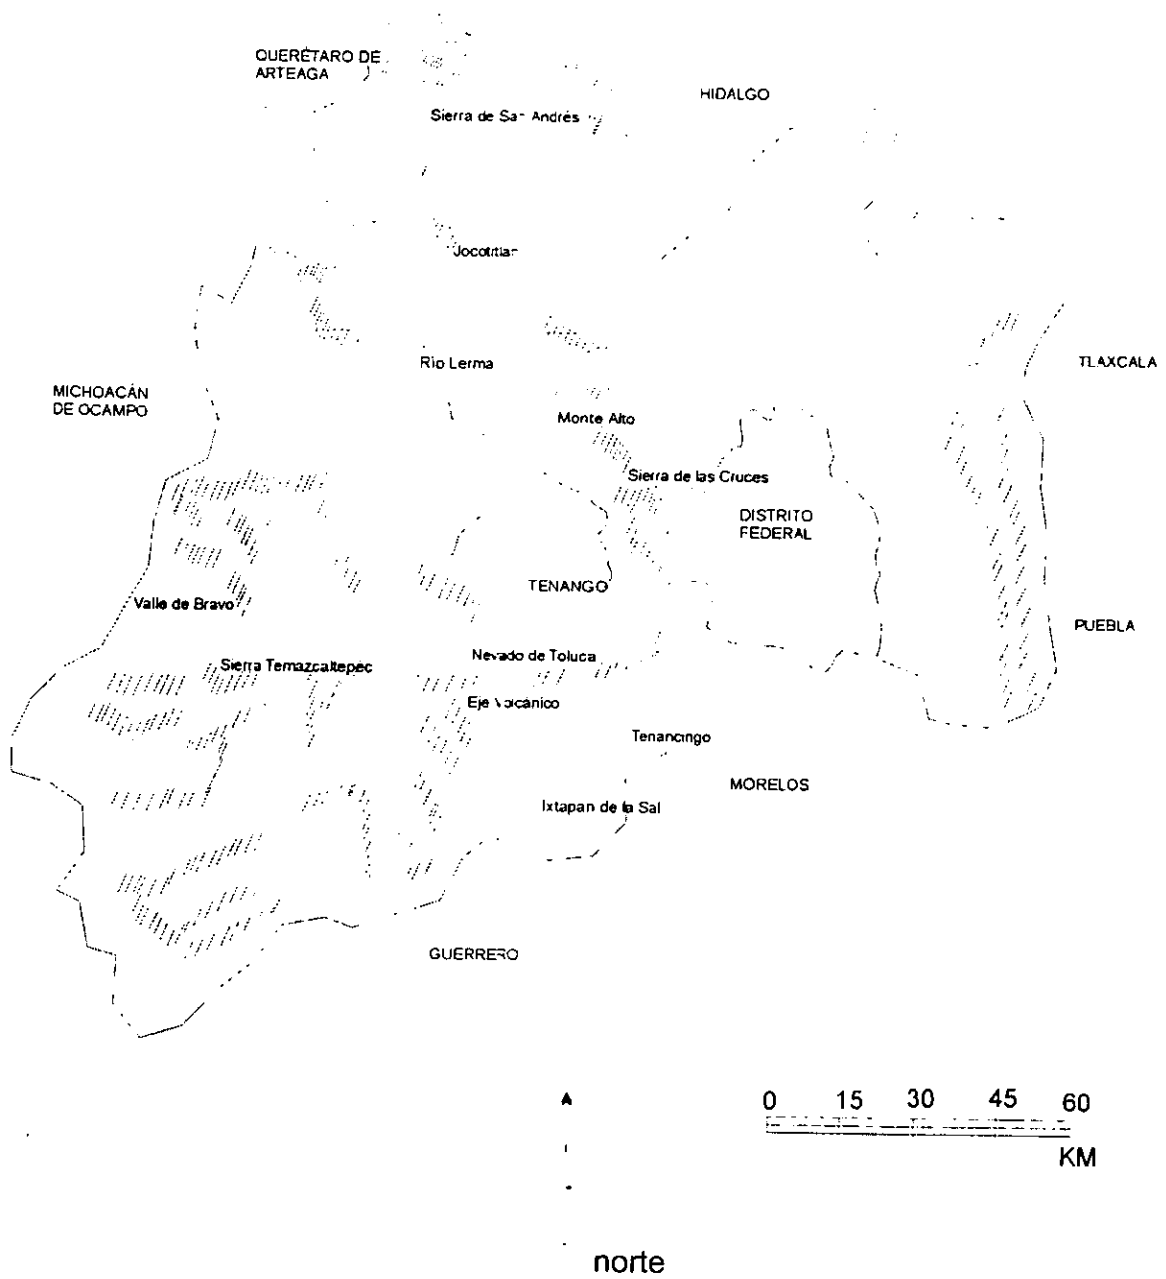 QUERÉTARO DE
ARTEAGA
HIDALGO
Sierra de San Andrés
Jocotitlan
Río Lerma
TLAXCALA
MICHOACÁN
DE OCAMPO
Monte Alto
Sierra de las Cruces
DISTRITO
FEDERAL
TENANGO
Valle de Bravo
PUEBLA
Nevado de Toluca
Sierra Temazcaltepec
Eje Volcánico
Tenancingo
MORELOS
Ixtapan de la Sal
GUERRERO
0 15 30 45 60
KM
norte